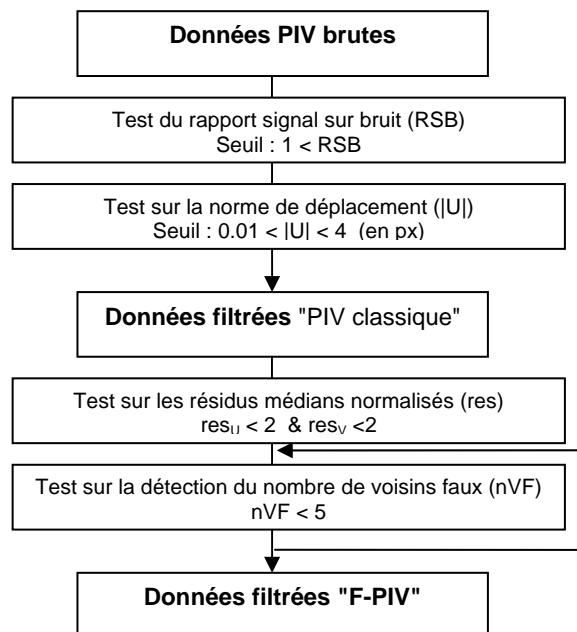 Données PIV brutes
Test du rapport signal sur bruit (RSB)
Seuil : 1 < RSB
Test sur la norme de déplacement (|U|)
Seuil : 0.01 < |U| < 4 (en px)
Données filtrées "PIV classique"
Test sur les résidus médians normalisés (res)
res_U < 2 & res_V <2
Test sur la détection du nombre de voisins faux (nVF)
nVF < 5
Données filtrées "F-PIV"